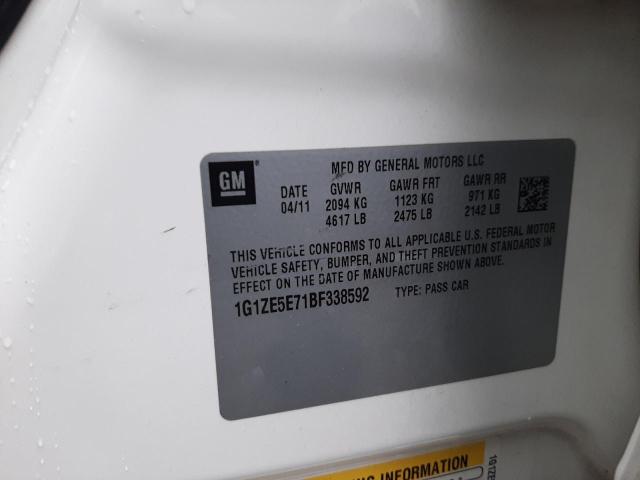 MFD BY GENERAL MOTORS LLC
GM
DATE GVWR GAWR FRT GAWR RR
04/11 2094 KG 1123 KG 971 KG
4617 LB 2475 LB 2142 LB
THIS VEHICLE CONFORMS TO ALL APPLICABLE U.S. FEDERAL MOTOR
VEHICLE SAFETY, BUMPER, AND THEFT PREVENTION STANDARDS IN
EFFECT ON THE DATE OF MANUFACTURE SHOWN ABOVE.
1G1ZE5E71BF338592 TYPE: PASS CAR
INFORMATION